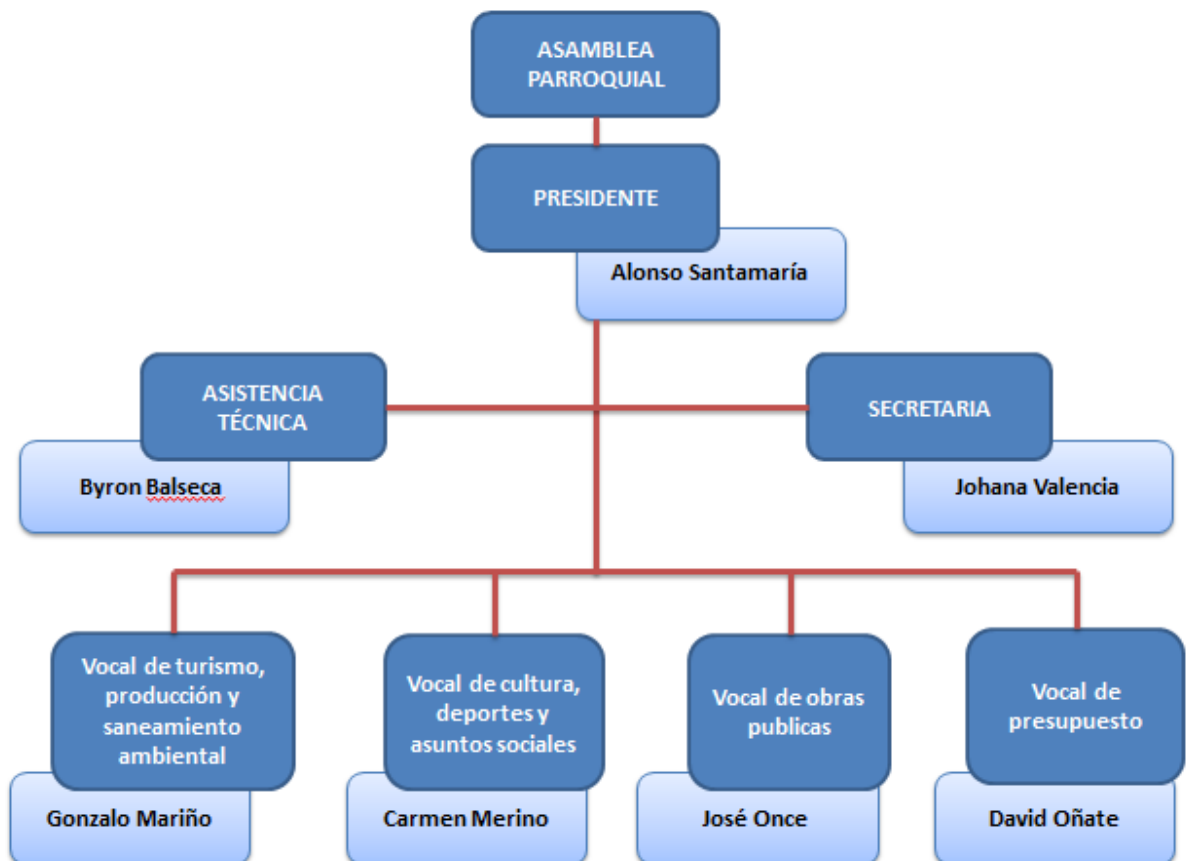 ASAMBLEA
PARROQUIAL
PRESIDENTE
Alonso Santamaría
ASISTENCIA
TÉCNICA
Byron Balseca
SECRETARIA
Johana Valencia
Vocal de turismo,
producción y
saneamiento
ambiental
Gonzalo Mariño
Vocal de cultura,
deportes y
asuntos sociales
Carmen Merino
Vocal de obras
publicas
José Once
Vocal de
presupuesto
David Oñate